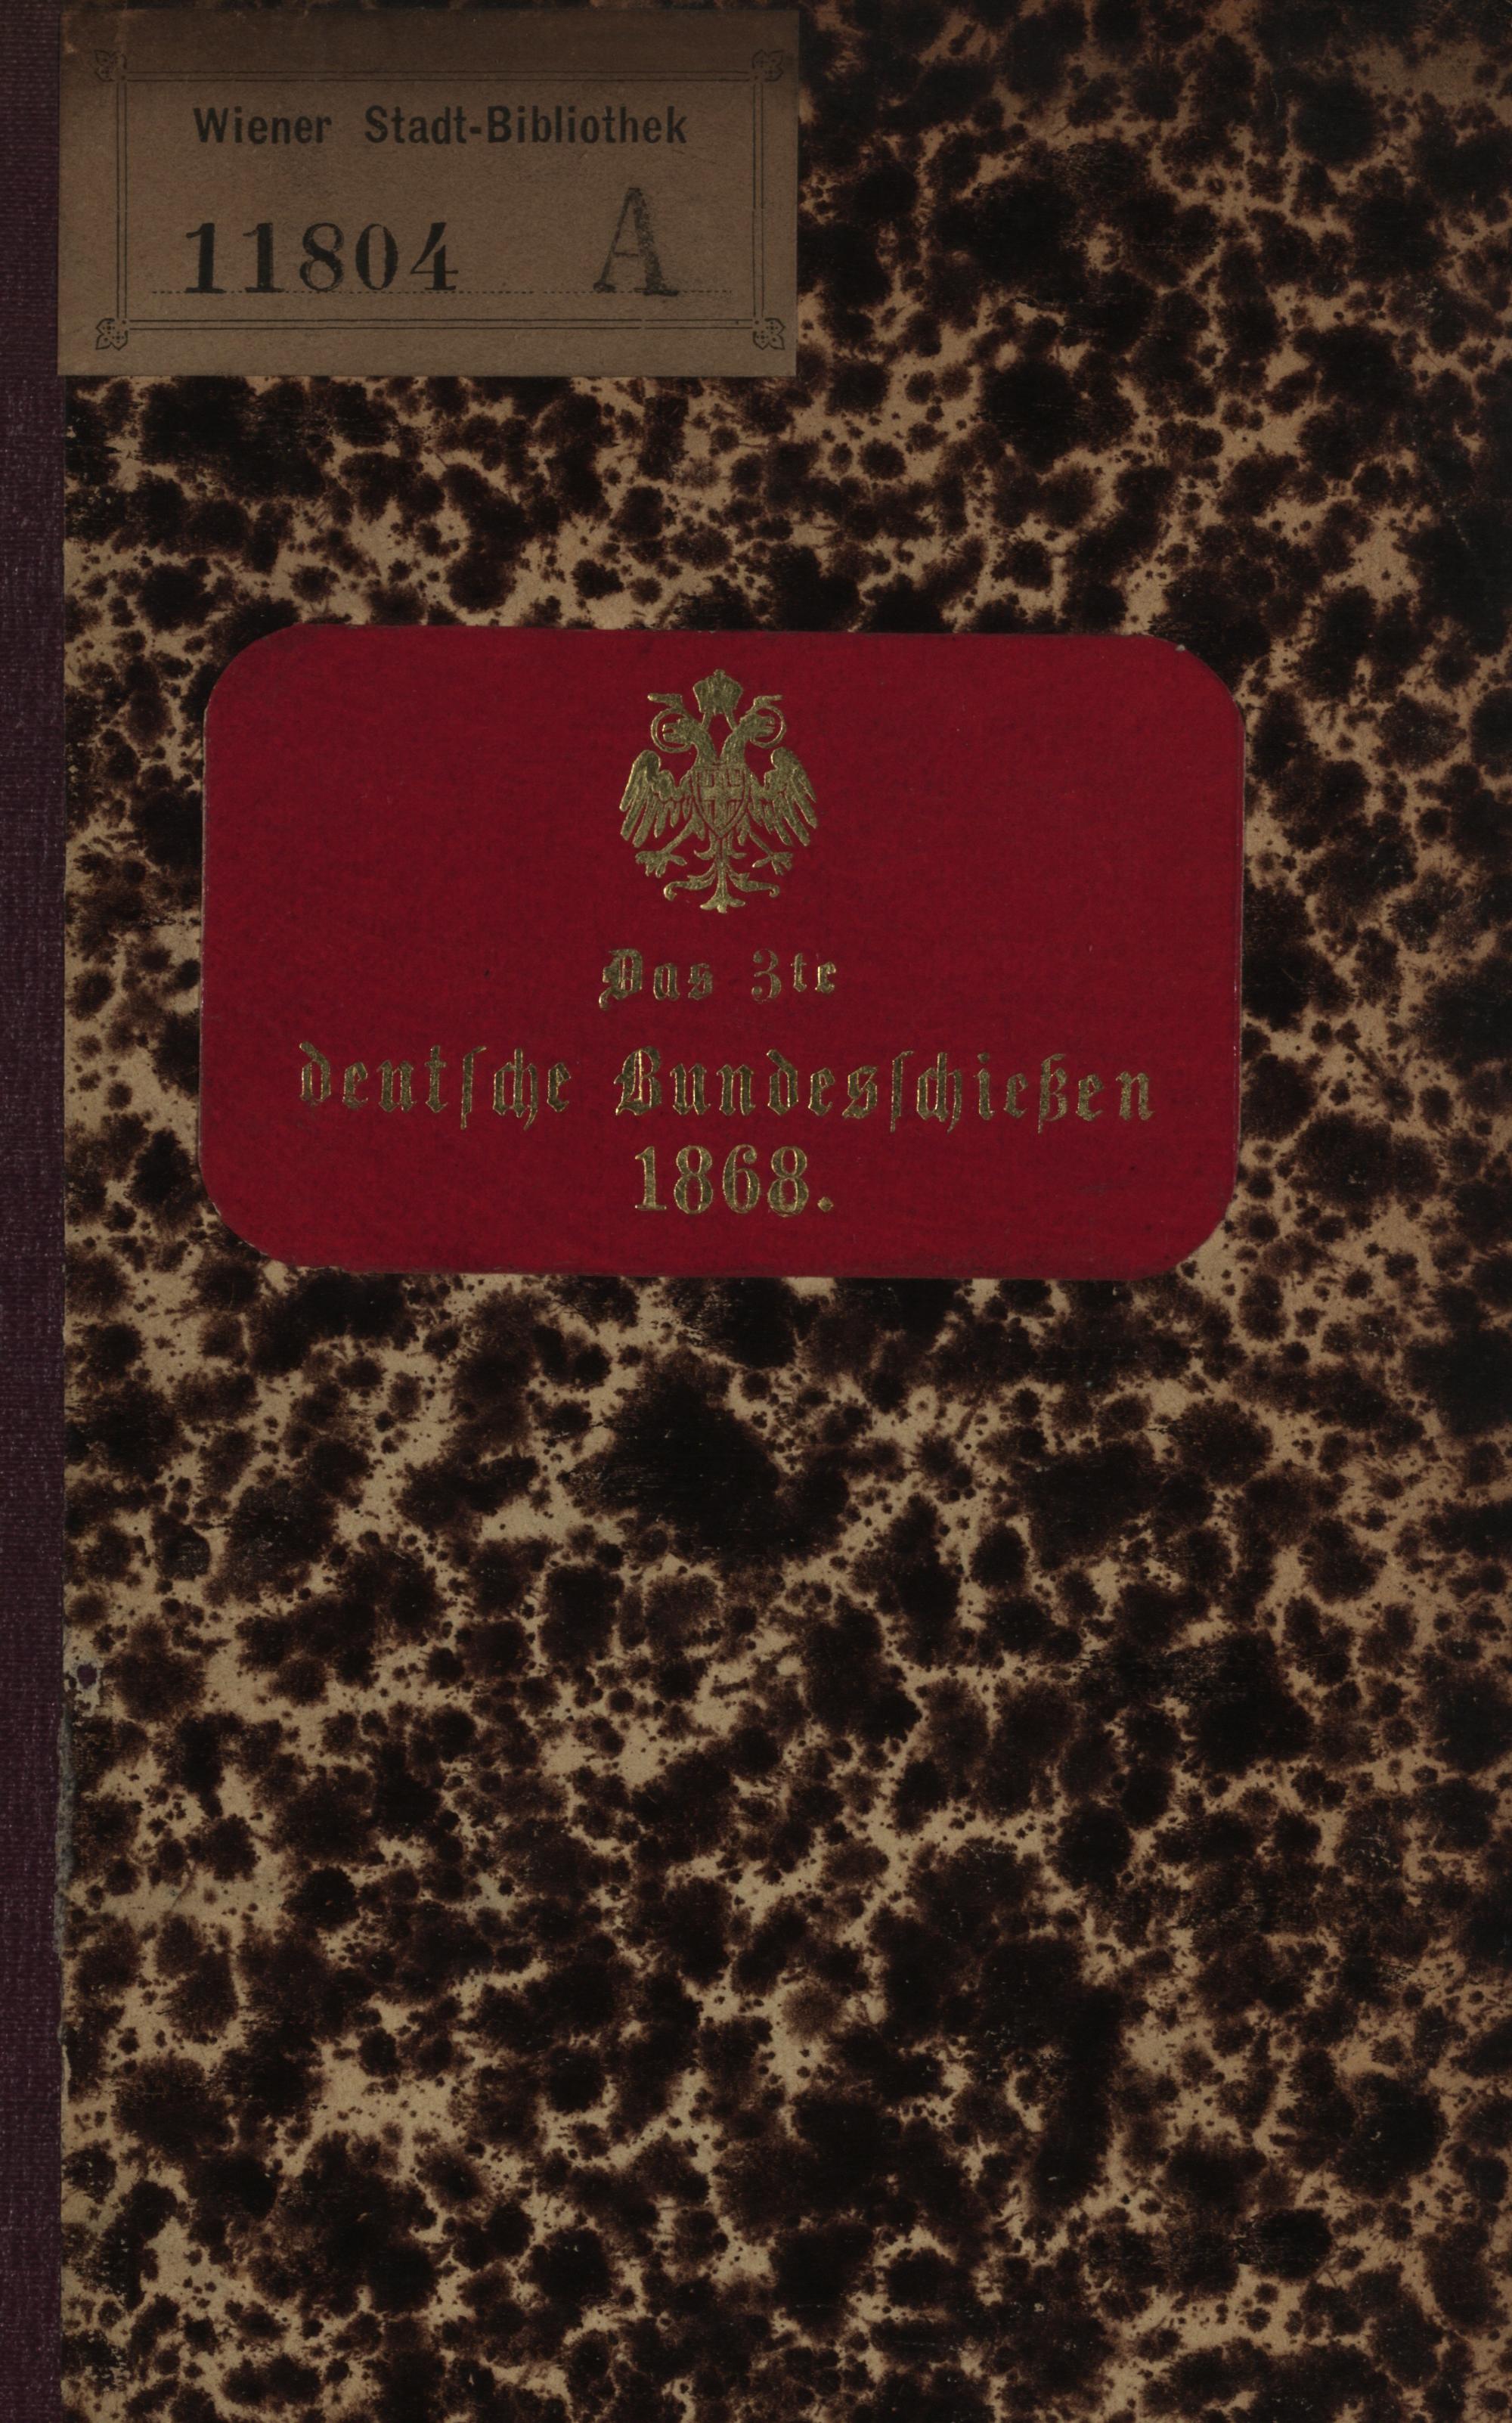 Wiener Stadt-Bibliothek
11804 A
Das 3te
deutsche Bundesschießen
1868.